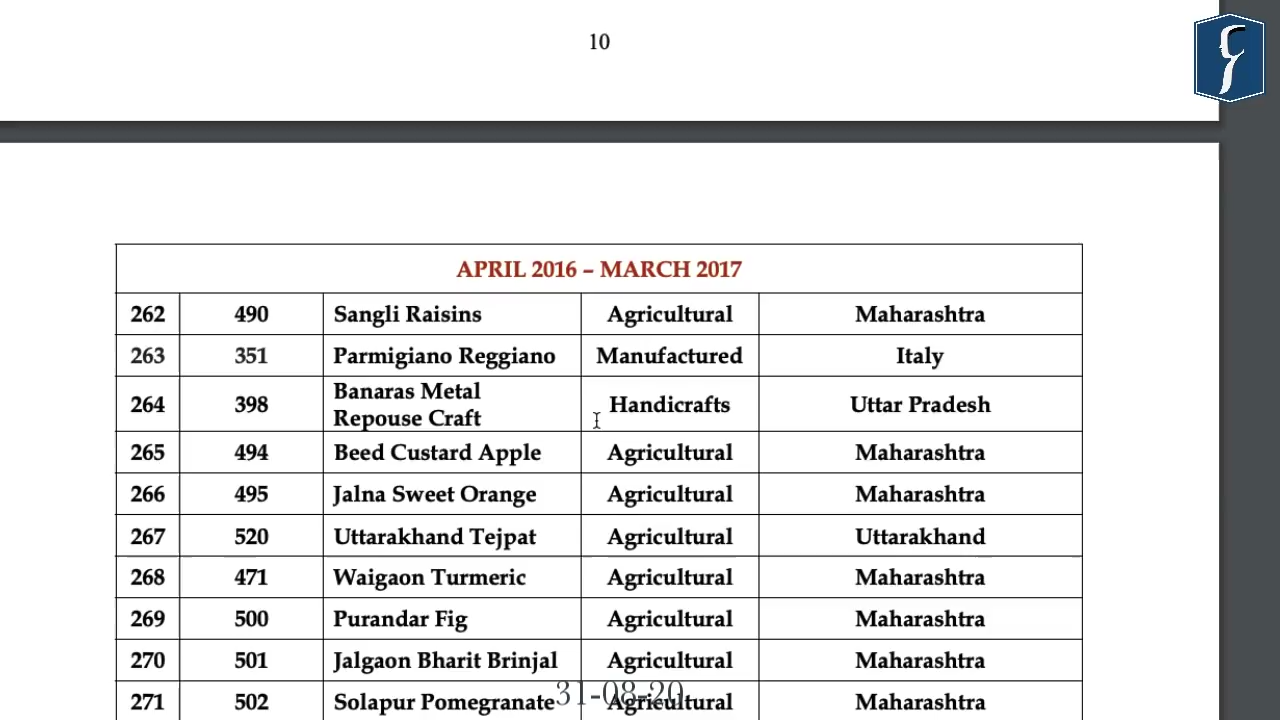 10
APRIL 2016 – MARCH 2017
262 490 Sangli Raisins Agricultural Maharashtra
263 351 Parmigiano Reggiano Manufactured Italy
264 398 Banaras Metal Repouse Craft Handicrafts Uttar Pradesh
265 494 Beed Custard Apple Agricultural Maharashtra
266 495 Jalna Sweet Orange Agricultural Maharashtra
267 520 Uttarakhand Tejpat Agricultural Uttarakhand
268 471 Waigaon Turmeric Agricultural Maharashtra
269 500 Purandar Fig Agricultural Maharashtra
270 501 Jalgaon Bharit Brinjal Agricultural Maharashtra
271 502 Solapur Pomegranate Agricultural Maharashtra
31-08-20